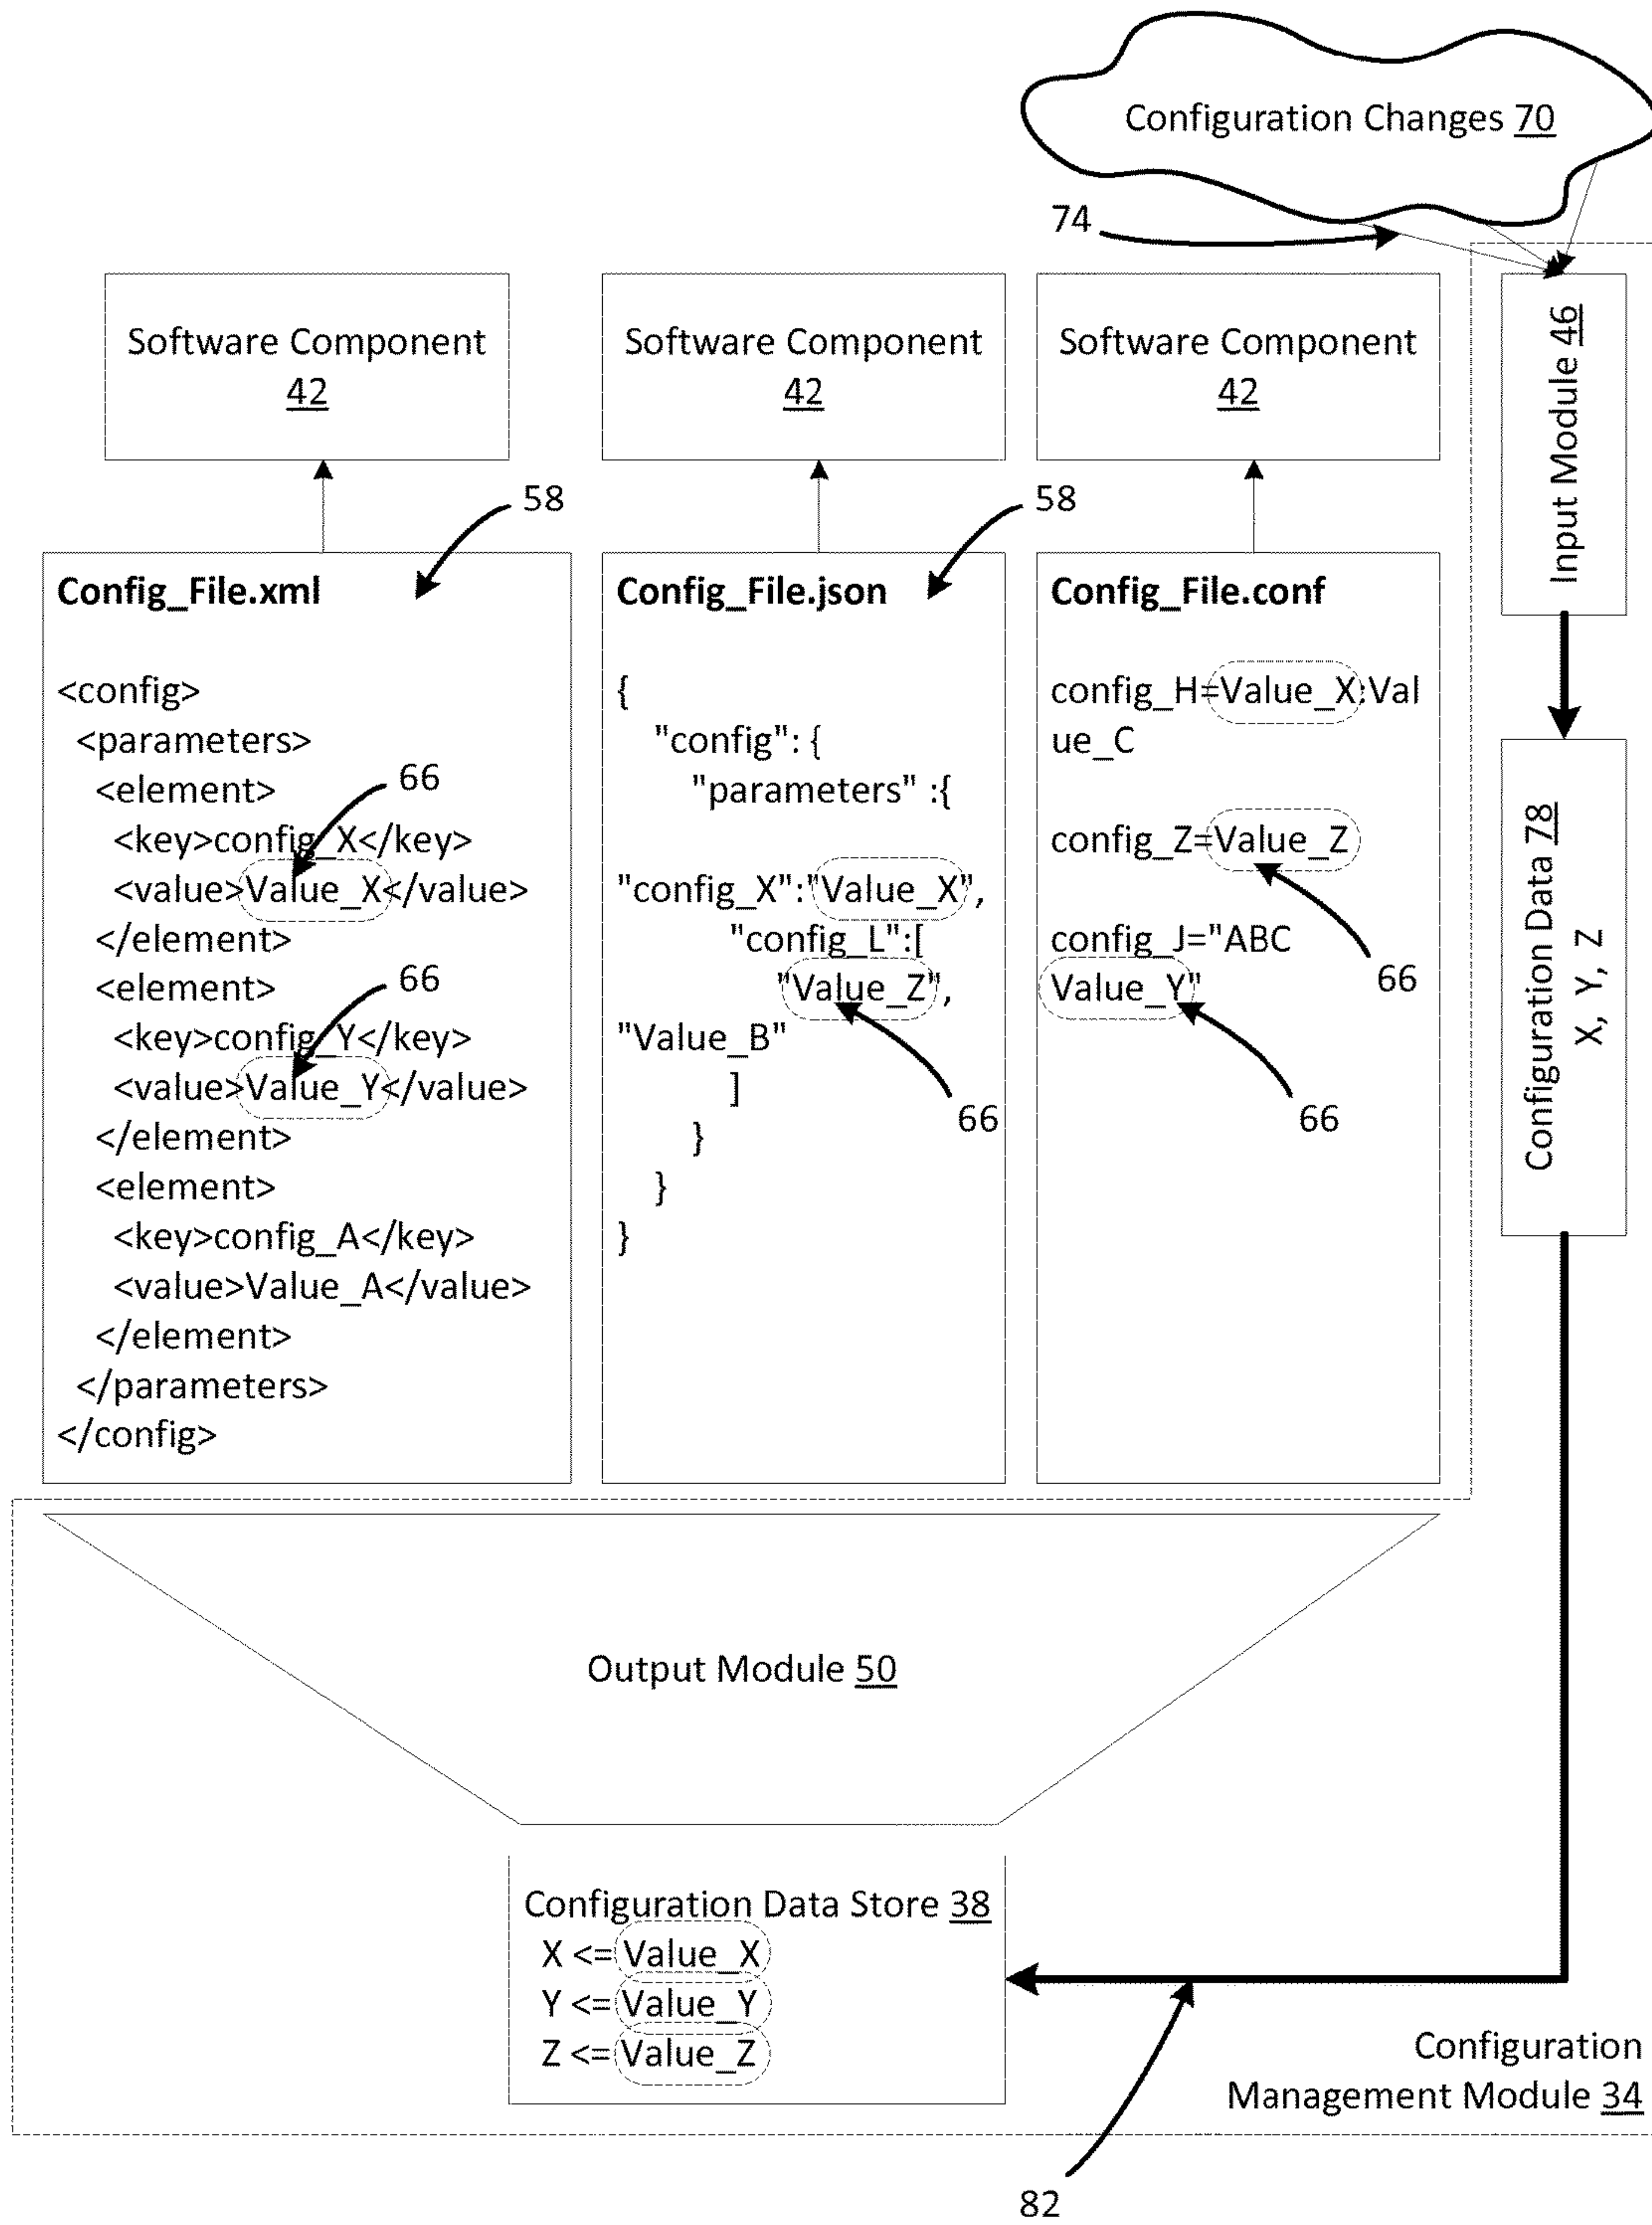 Configuration Changes 70
74
Software Component
42
Software Component
42
Software Component
42
Input Module 46
58
58
Config_File.xml
<config>
<parameters>
<element>
<key>config_X</key>
<value>Value_X</value>
</element>
<element>
<key>config_Y</key>
<value>Value_Y</value>
</element>
<element>
<key>config_A</key>
<value>Value_A</value>
</element>
</parameters>
</config>
66
66
Config_File.json
{
"config": {
"parameters" :{
"config_X":"Value_X",
"config_L":[
"Value_Z",
"Value_B"
]
}
}
}
66
Config_File.conf
config_H=Value_X:Val
ue_C
config_Z=Value_Z
config_J="ABC
Value_Y"
66
66
Configuration Data 78
X, Y, Z
Output Module 50
Configuration Data Store 38
X <= Value_X
Y <= Value_Y
Z <= Value_Z
Configuration
Management Module 34
82